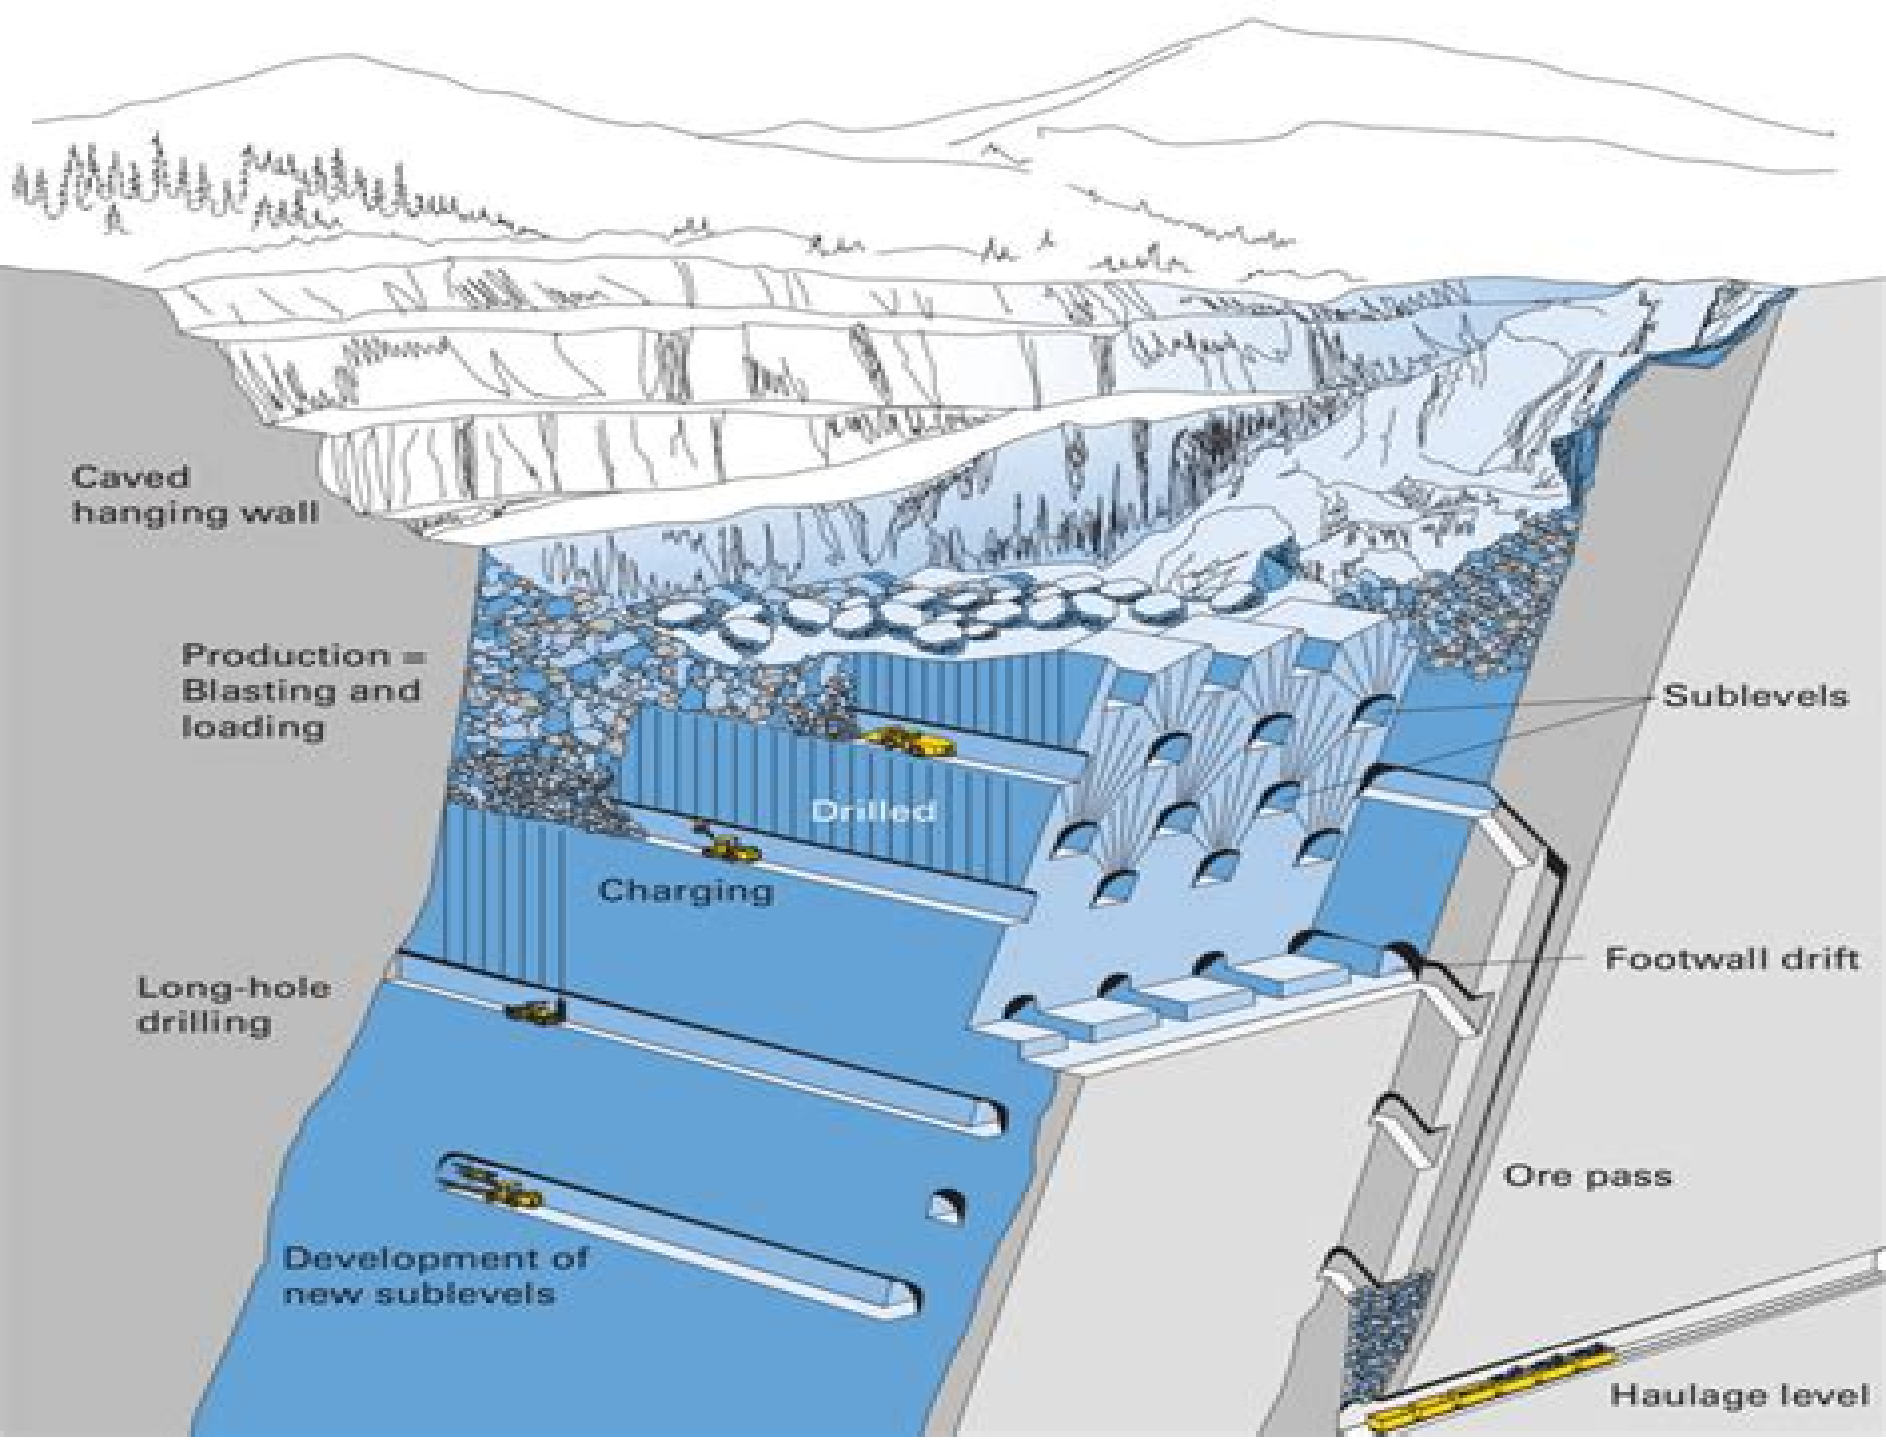 Caved
hanging wall
Production =
Blasting and
loading
Sublevels
Drilled
Charging
Footwall drift
Long-hole
drilling
Ore pass
Development of
new sublevels
Haulage level